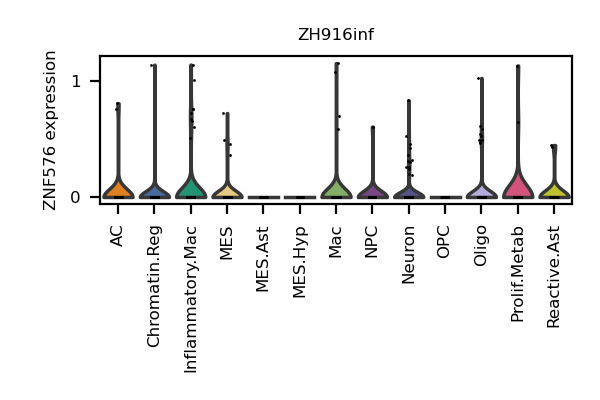 ZH916inf
ZNF576 expression
1
0
AC
Chromatin.Reg
Inflammatory.Mac
MES
MES.Ast
MES.Hyp
Mac
NPC
Neuron
OPC
Oligo
Prolif.Metab
Reactive.Ast